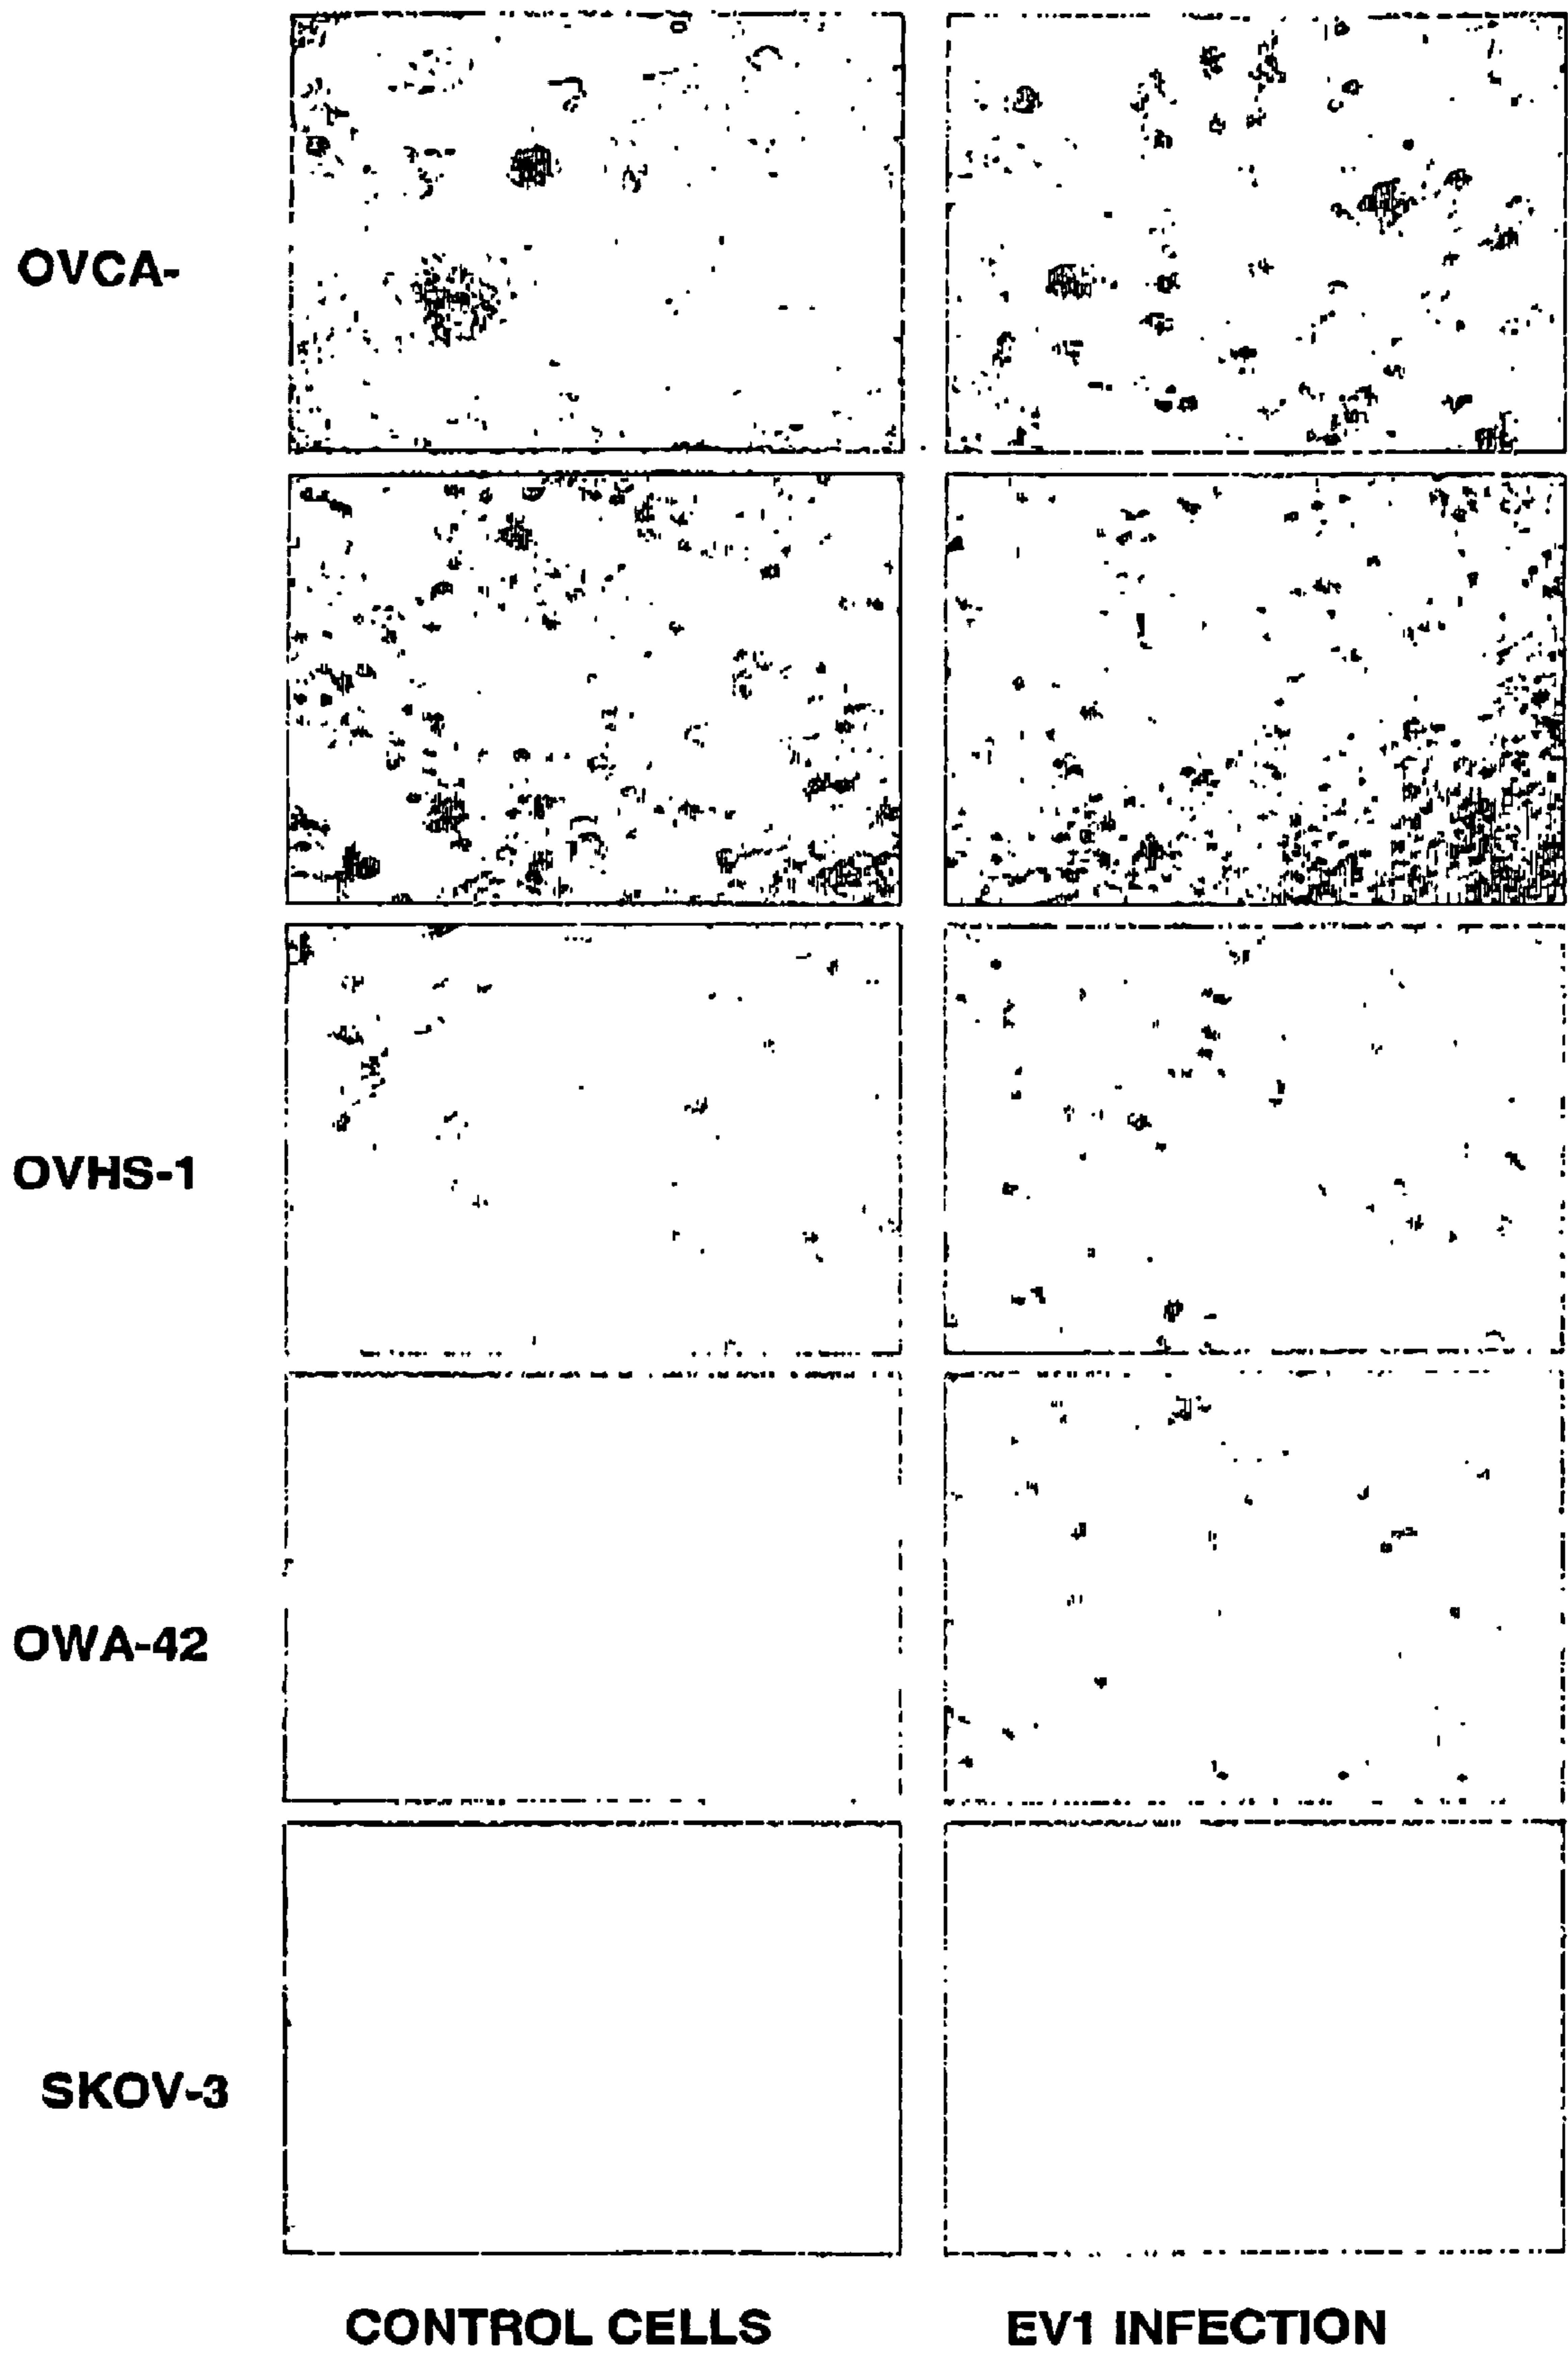 OVCA-
OVHS-1
OWA-42
SKOV-3
CONTROL CELLS
EV1 INFECTION